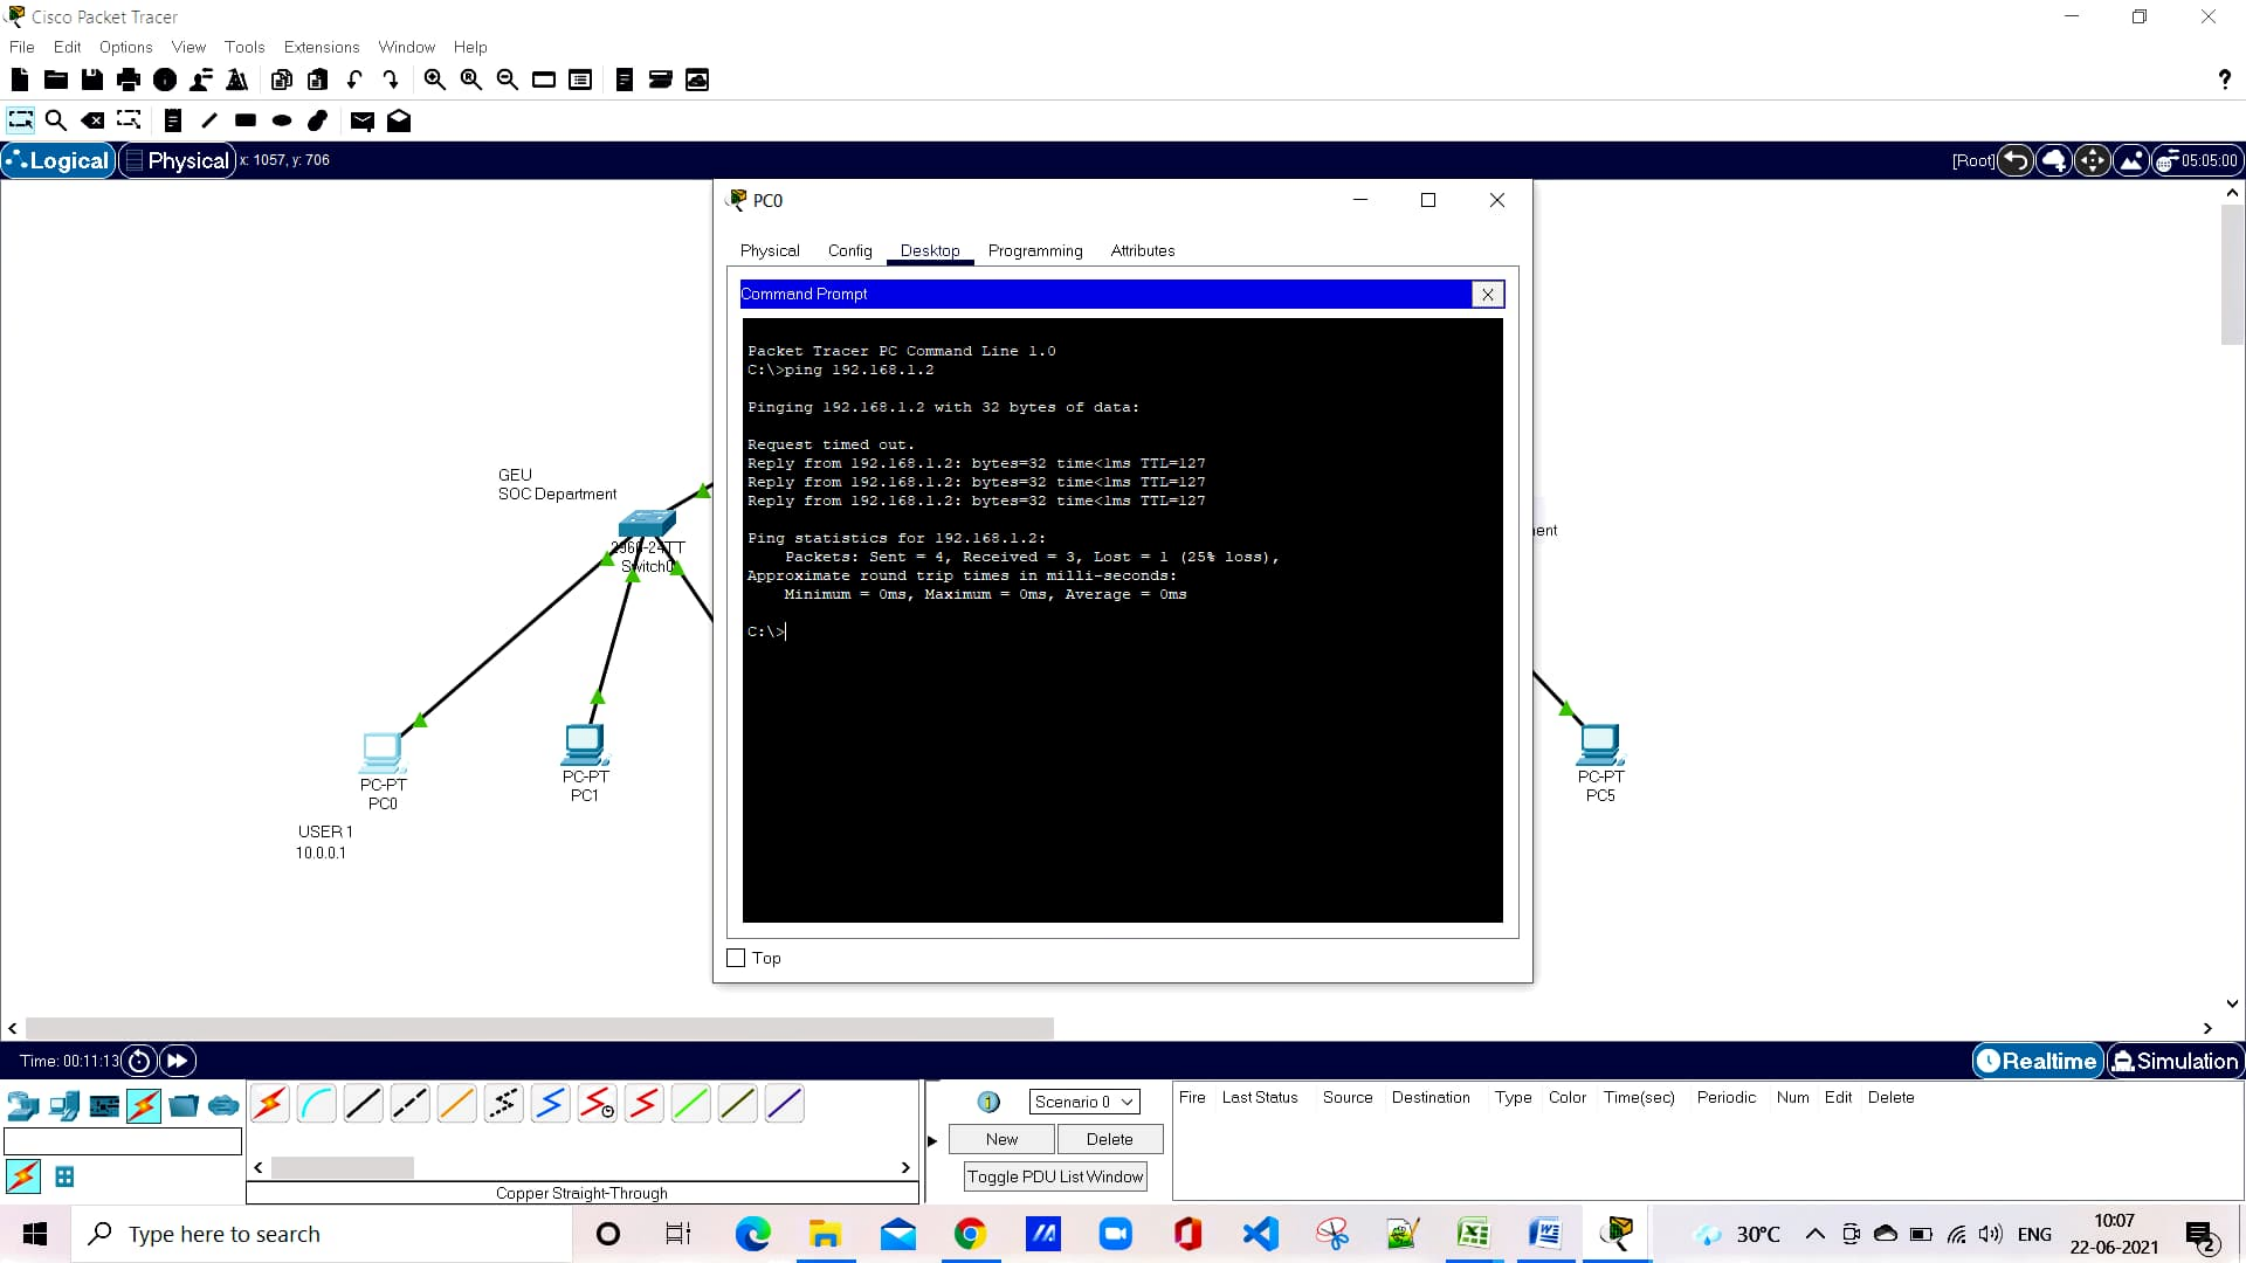 Cisco Packet Tracer
File Edit Options View Tools Extensions Window Help
Logical Physical x: 1057, y: 706 [Root] 05:05:00
PC0
Physical Config Desktop Programming Attributes
Command Prompt X
Packet Tracer PC Command Line 1.0
C:\>ping 192.168.1.2
Pinging 192.168.1.2 with 32 bytes of data:
Request timed out.
Reply from 192.168.1.2: bytes=32 time<1ms TTL=127
Reply from 192.168.1.2: bytes=32 time<1ms TTL=127
Reply from 192.168.1.2: bytes=32 time<1ms TTL=127
Ping statistics for 192.168.1.2:
Packets: Sent = 4, Received = 3, Lost = 1 (25% loss),
Approximate round trip times in milli-seconds:
Minimum = 0ms, Maximum = 0ms, Average = 0ms
C:\>
Top
GEU
SOC Department
2960-24TT
Switch0
ent
PC-PT
PC0
USER 1
10.0.0.1
PC-PT
PC1
PC-PT
PC5
Time: 00:11:13 Realtime Simulation
Scenario 0
New Delete
Toggle PDU List Window
Fire Last Status Source Destination Type Color Time(sec) Periodic Num Edit Delete
Copper Straight-Through
Type here to search 30°C ENG 10:07
22-06-2021 2